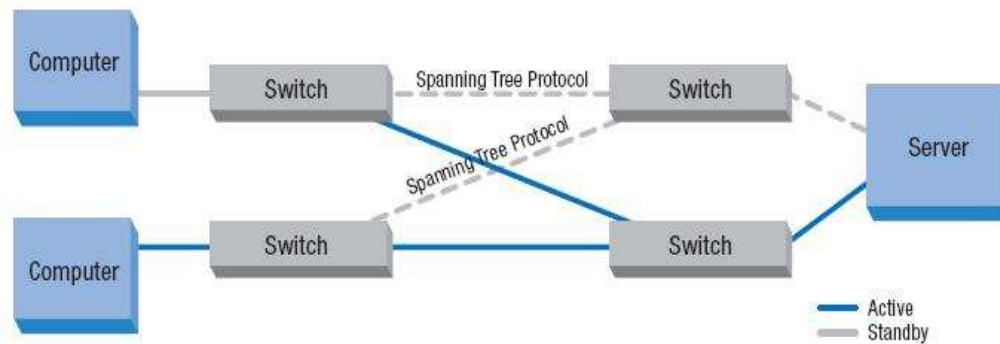 Computer
Switch
Spanning Tree Protocol
Switch
Spanning Tree Protocol
Server
Computer
Switch
Switch
Active
Standby